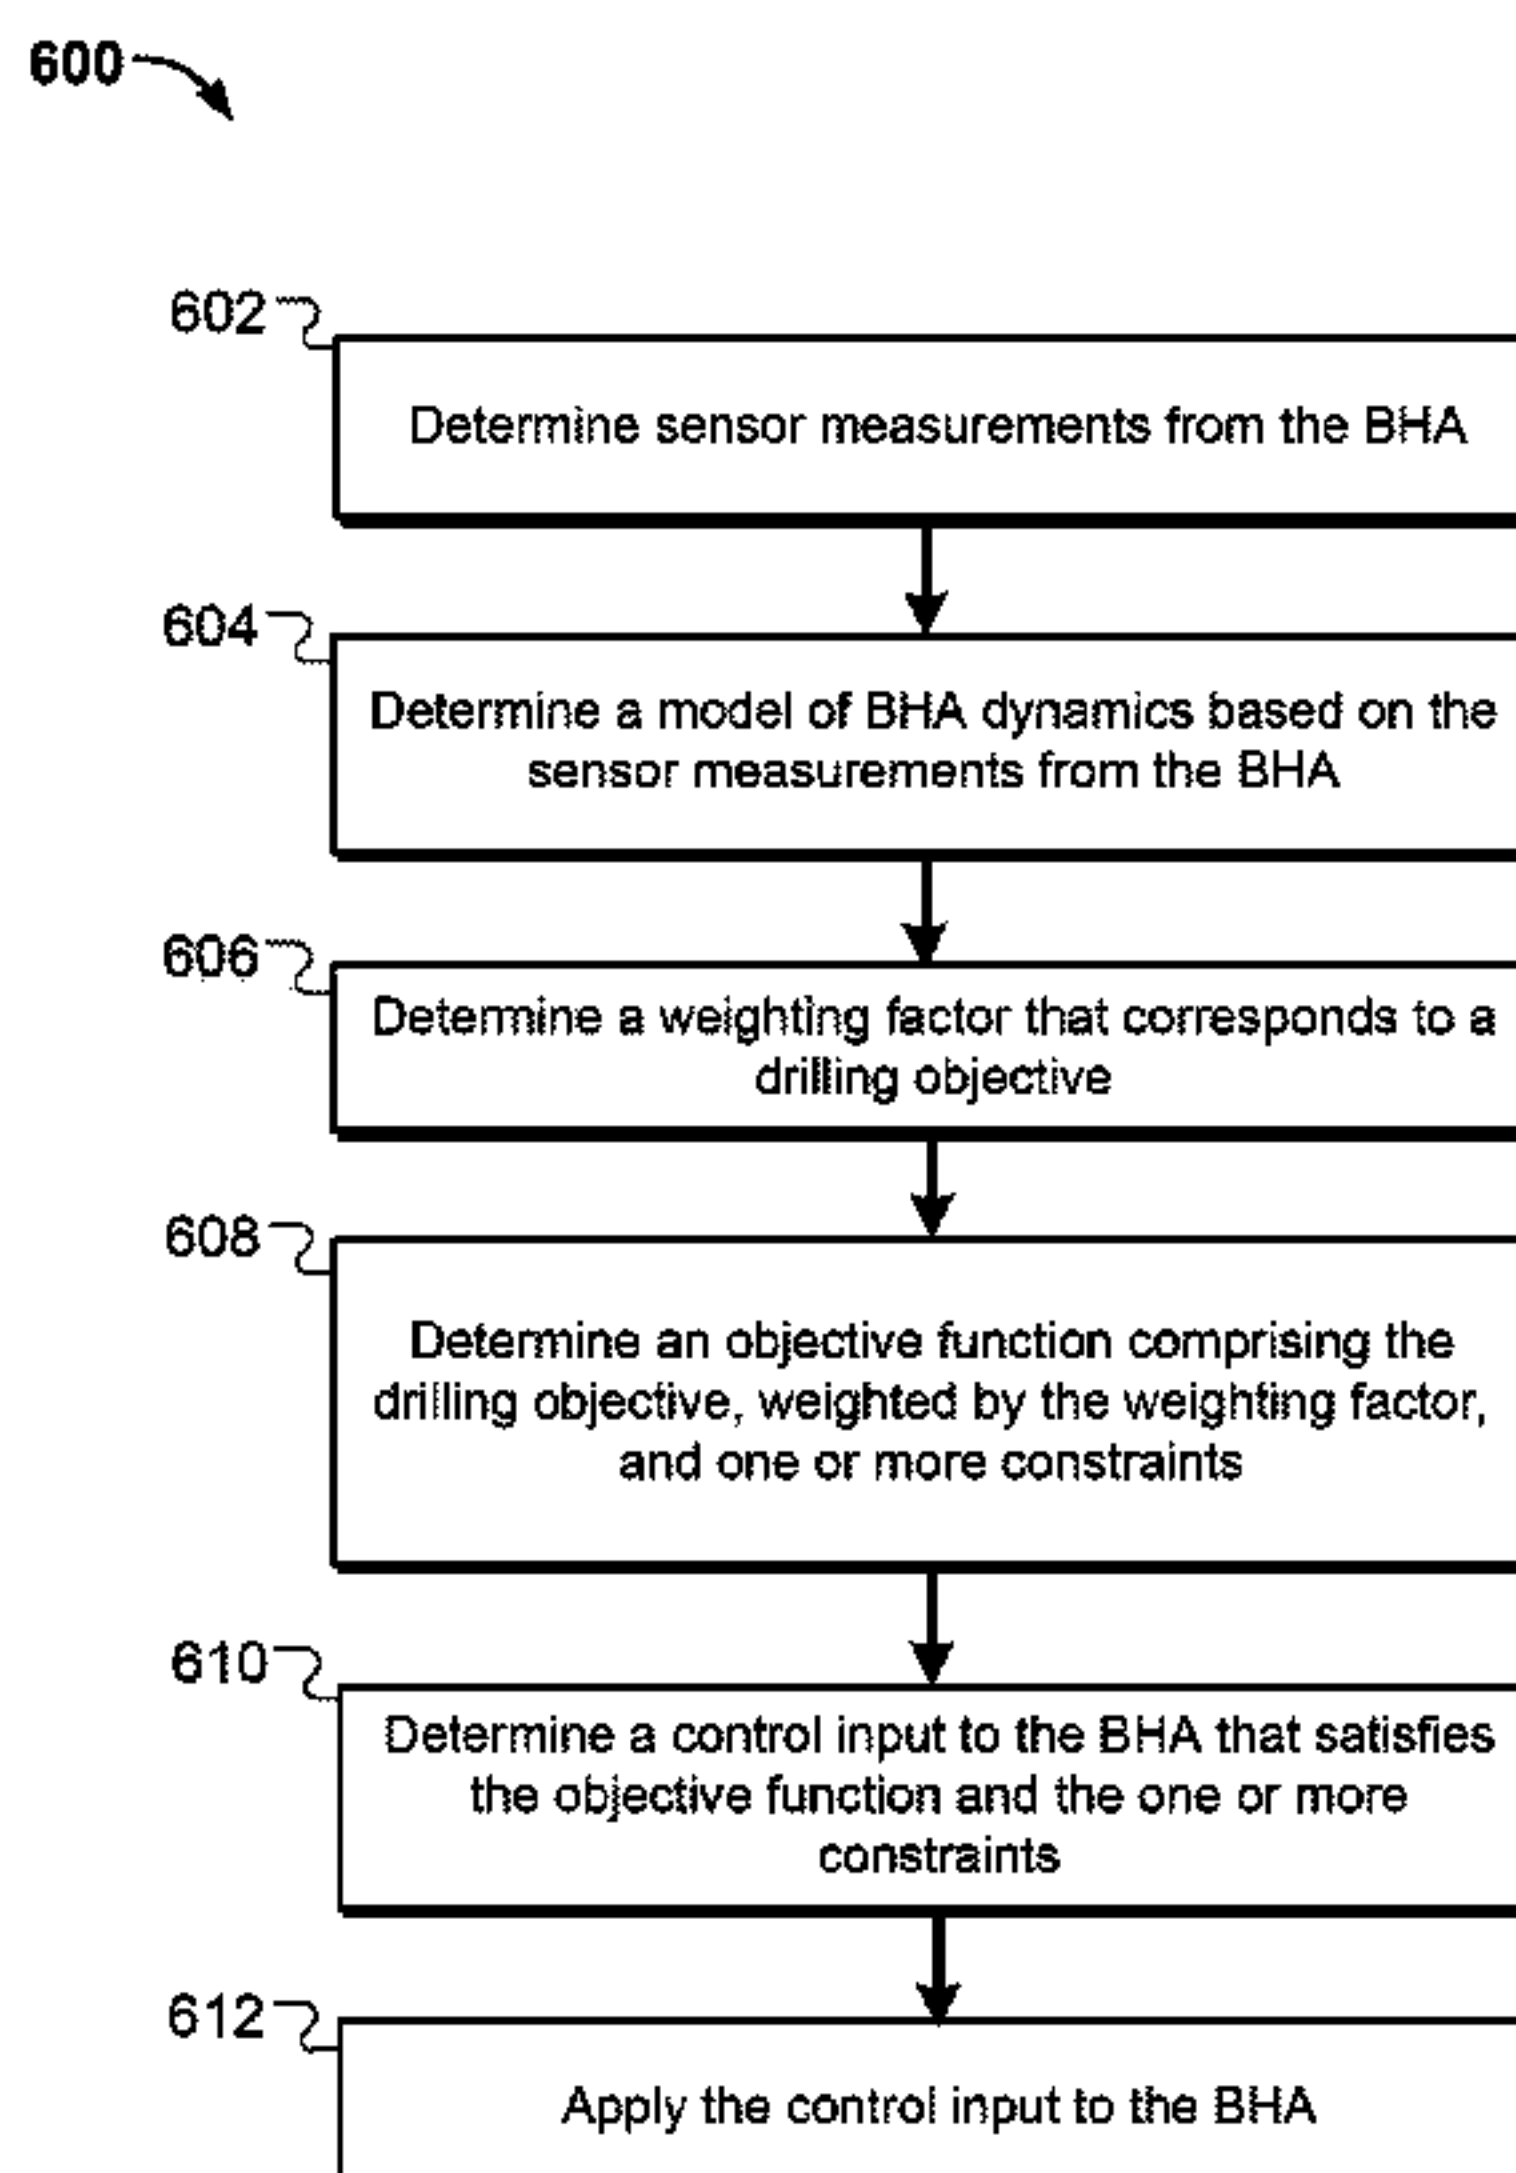 600
602
Determine sensor measurements from the BHA
604
Determine a model of BHA dynamics based on the
sensor measurements from the BHA
606
Determine a weighting factor that corresponds to a
drilling objective
608
Determine an objective function comprising the
drilling objective, weighted by the weighting factor,
and one or more constraints
610
Determine a control input to the BHA that satisfies
the objective function and the one or more
constraints
612
Apply the control input to the BHA